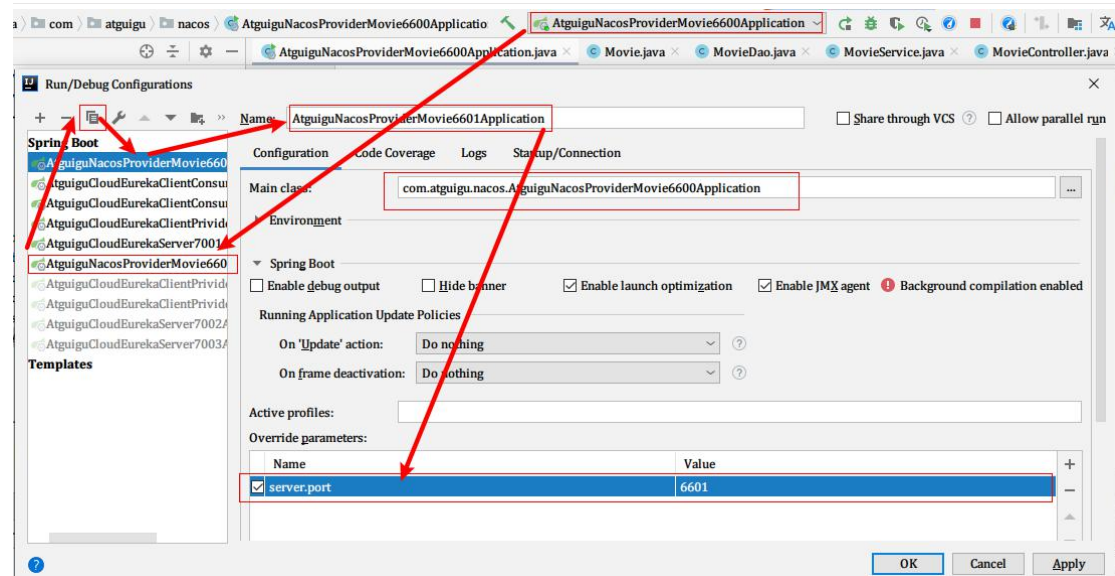 a com atguigu nacos AtguiguNacosProviderMovie6600Applicatio AtguiguNacosProviderMovie6600Application
AtguiguNacosProviderMovie6600Application.java Movie.java MovieDao.java MovieService.java MovieController.java
Run/Debug Configurations
Name: AtguiguNacosProviderMovie6601Application Share through VCS Allow parallel run
Spring Boot
AtguiguNacosProviderMovie660
AtguiguCloudEurekaClientConsu
AtguiguCloudEurekaClientConsu
AtguiguCloudEurekaClientPrivide
AtguiguCloudEurekaServer7001
AtguiguNacosProviderMovie660
AtguiguCloudEurekaClientPrivide
AtguiguCloudEurekaClientPrivide
AtguiguCloudEurekaServer7002A
AtguiguCloudEurekaServer7003A
Templates
Configuration Code Coverage Logs Startup/Connection
Main class: com.atguigu.nacos.AtguiguNacosProviderMovie6600Application ...
Environment
Spring Boot
Enable debug output Hide banner Enable launch optimization Enable JMX agent Background compilation enabled
Running Application Update Policies
On 'Update' action: Do nothing
On frame deactivation: Do nothing
Active profiles:
Override parameters:
Name Value
server.port 6601
OK Cancel Apply